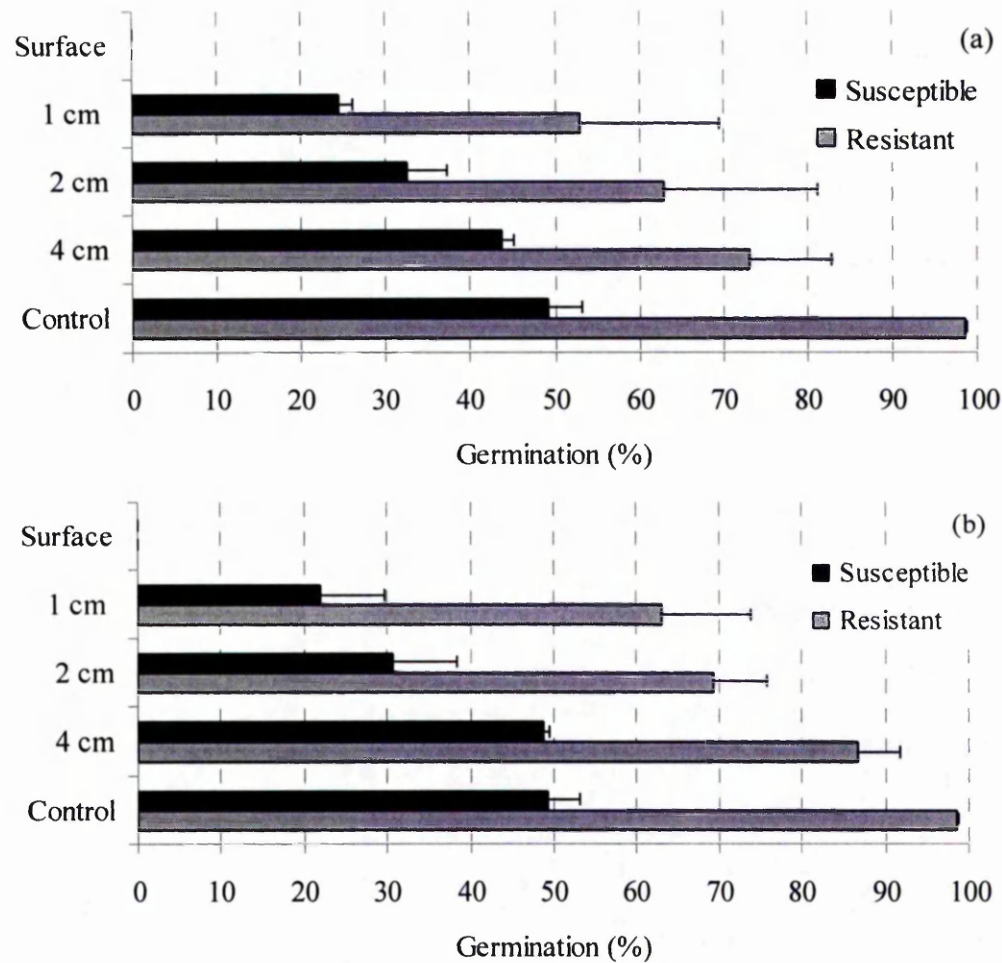 (a)
Surface
Susceptible
1 cm
Resistant
2 cm
4 cm
Control
0 10 20 30 40 50 60 70 80 90 100
Germination (%)
(b)
Surface
Susceptible
1 cm
Resistant
2 cm
4 cm
Control
0 10 20 30 40 50 60 70 80 90 100
Germination (%)